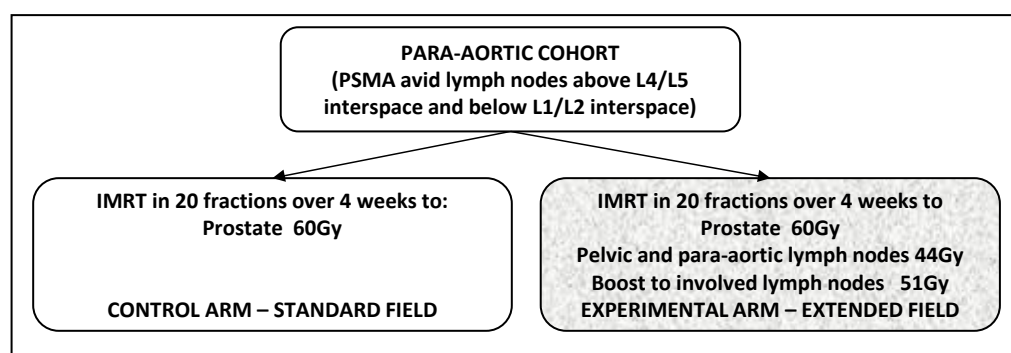 PARA-AORTIC COHORT
(PSMA avid lymph nodes above L4/L5
interspace and below L1/L2 interspace)
IMRT in 20 fractions over 4 weeks to:
Prostate 60Gy
CONTROL ARM – STANDARD FIELD
IMRT in 20 fractions over 4 weeks to
Prostate 60Gy
Pelvic and para-aortic lymph nodes 44Gy
Boost to involved lymph nodes 51Gy
EXPERIMENTAL ARM – EXTENDED FIELD